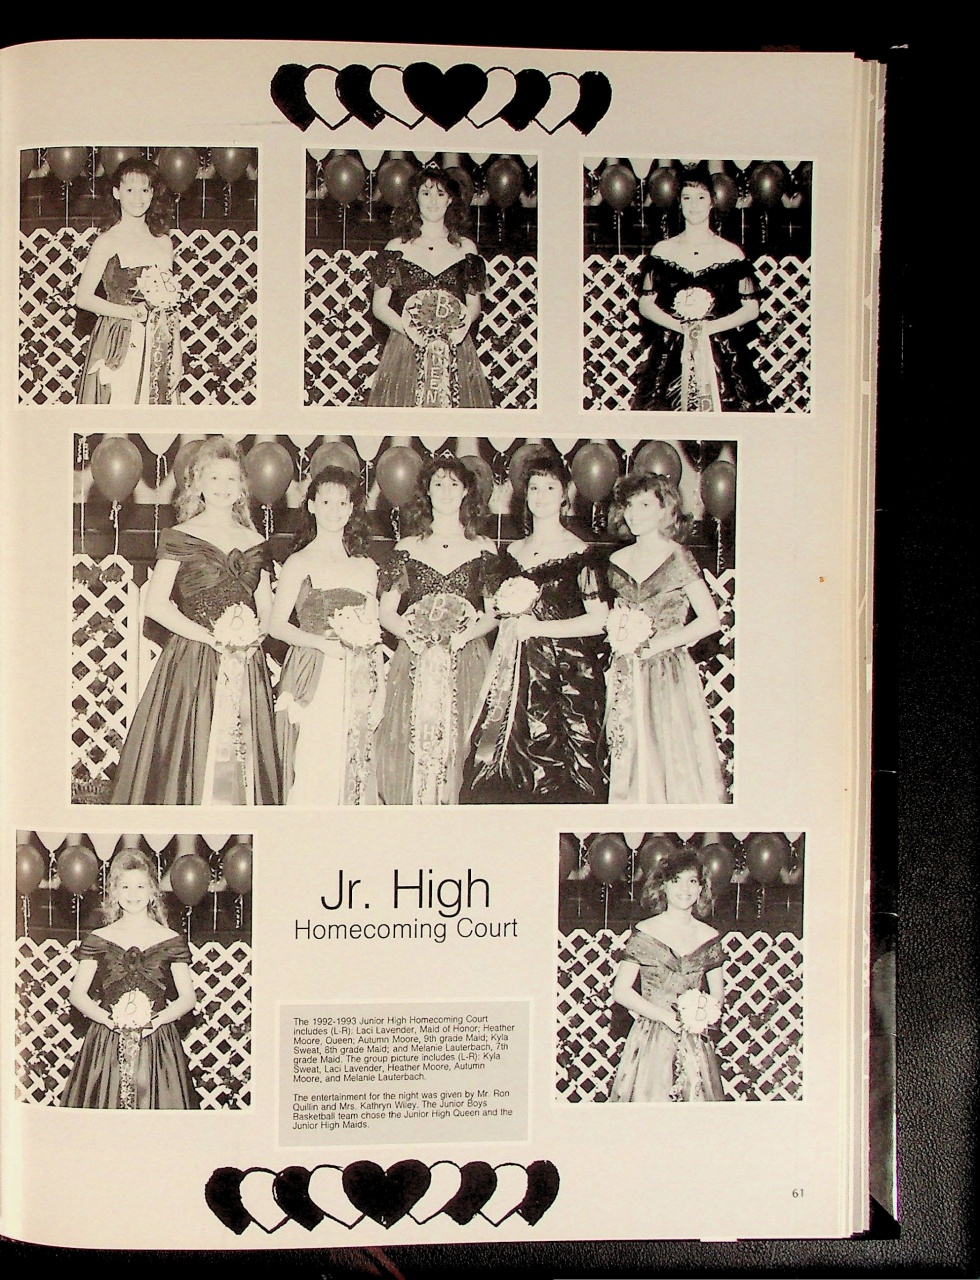 B
B
QUEEN
B
B
B
B
Jr. High
Homecoming Court
B
B
The 1992-1993 Junior High Homecoming Court
includes (L-R): Laci Lavender, Maid of Honor; Heather
Moore, Queen; Autumn Moore, 9th grade Maid; Kyla
Sweat, 8th grade Maid; and Melanie Lauterbach, 7th
grade Maid. The group picture includes (L-R): Kyla
Sweat, Laci Lavender, Heather Moore, Autumn
Moore, and Melanie Lauterbach.
The entertainment for the night was given by Mr. Ron
Quillin and Mrs. Kathryn Wiley. The Junior Boys
Basketball team chose the Junior High Queen and the
Junior High Maids.
61